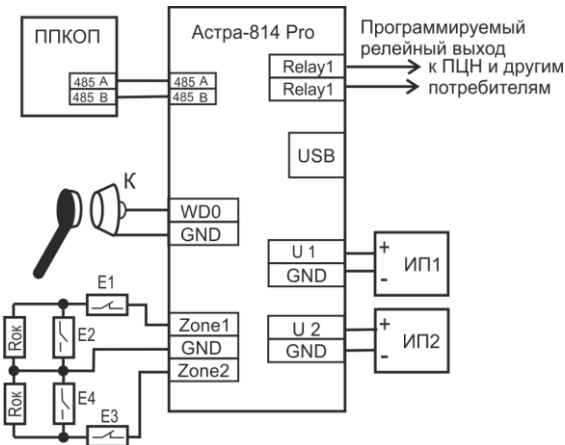 ППКОП
485 A
485 B
Астра-814 Pro
485 A
485 B
Relay1
Relay1
Программируемый
релейный выход
к ПЦН и другим
потребителям
USB
К
WD0
GND
U 1
GND
+
-
ИП1
E1
Rок
E2
Zone1
GND
Zone2
U 2
GND
+
-
ИП2
Rок
E4
E3